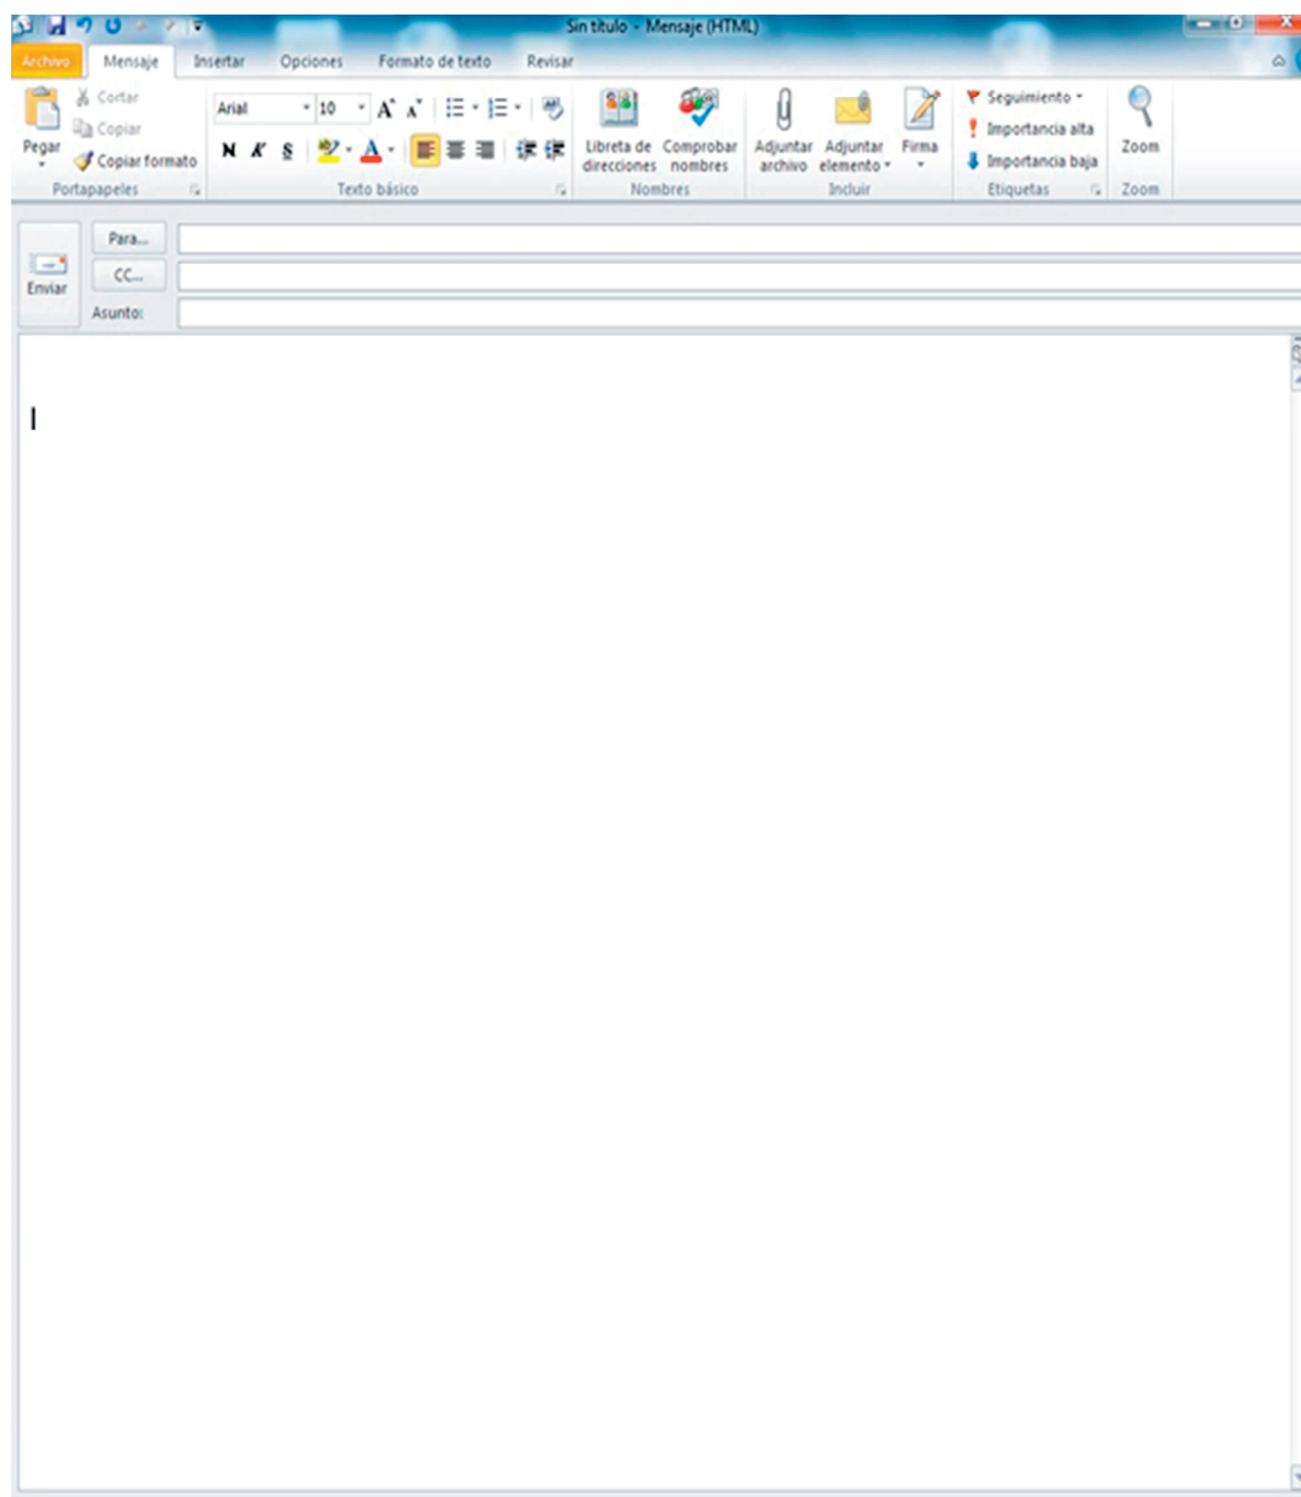 Sin título - Mensaje (HTML)
Archivo Mensaje Insertar Opciones Formato de texto Revisar
Pegar
Cortar
Copiar
Copiar formato
Portapapeles
Arial 10
N K S
Texto básico
Libreta de direcciones
Comprobar nombres
Nombres
Adjuntar archivo
Adjuntar elemento
Firma
Incluir
Seguimiento
Importancia alta
Importancia baja
Etiquetas
Zoom
Zoom
Enviar
Para...
CC...
Asunto: